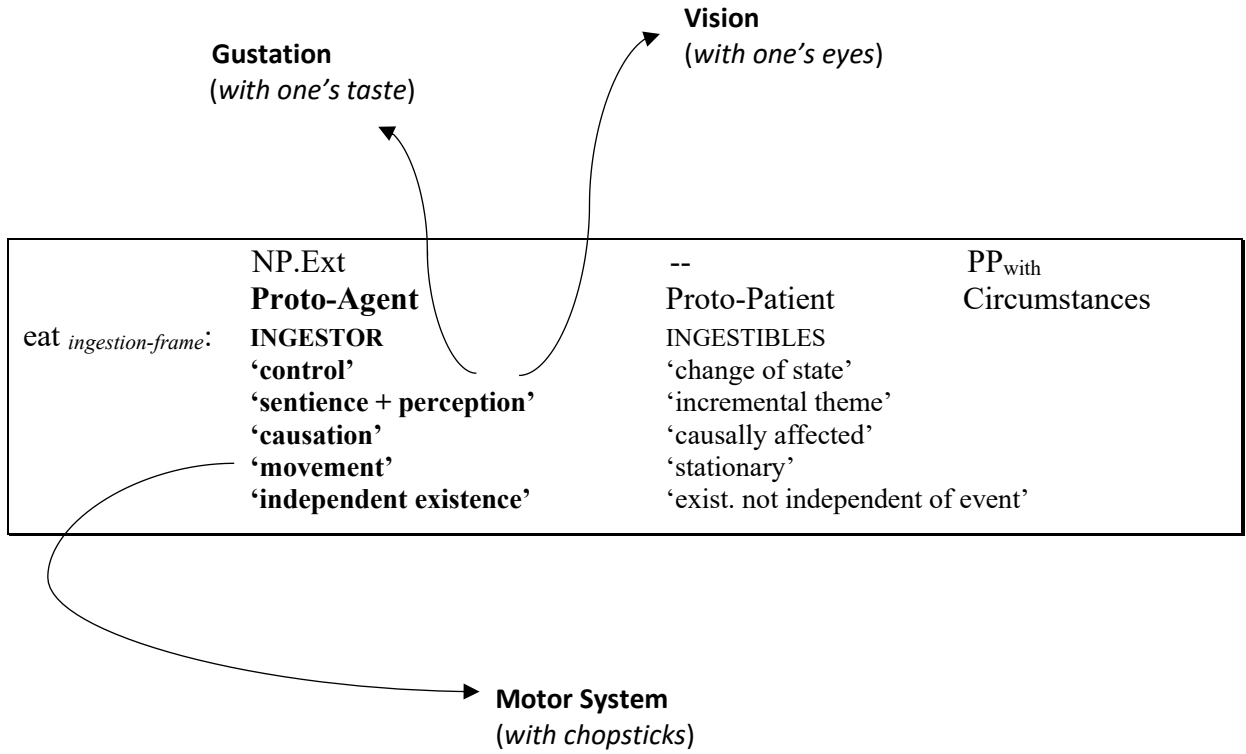 Vision
(with one’s eyes)
Gustation
(with one’s taste)
NP.Ext -- PPwith
Proto-Agent Proto-Patient Circumstances
eat ingestion-frame: INGESTOR INGESTIBLES
‘control’ ‘change of state’
‘sentience + perception’ ‘incremental theme’
‘causation’ ‘causally affected’
‘movement’ ‘stationary’
‘independent existence’ ‘exist. not independent of event’
Motor System
(with chopsticks)